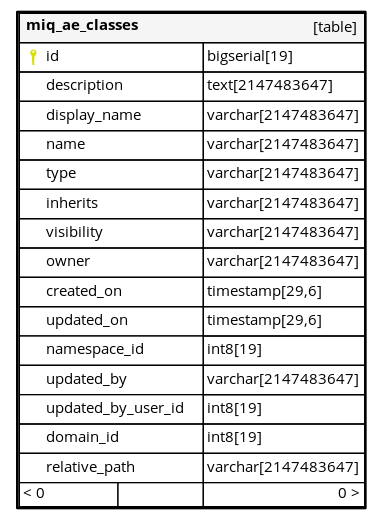 miq_ae_classes [table]
id bigserial[19]
description text[2147483647]
display_name varchar[2147483647]
name varchar[2147483647]
type varchar[2147483647]
inherits varchar[2147483647]
visibility varchar[2147483647]
owner varchar[2147483647]
created_on timestamp[29,6]
updated_on timestamp[29,6]
namespace_id int8[19]
updated_by varchar[2147483647]
updated_by_user_id int8[19]
domain_id int8[19]
relative_path varchar[2147483647]
< 0 0 >